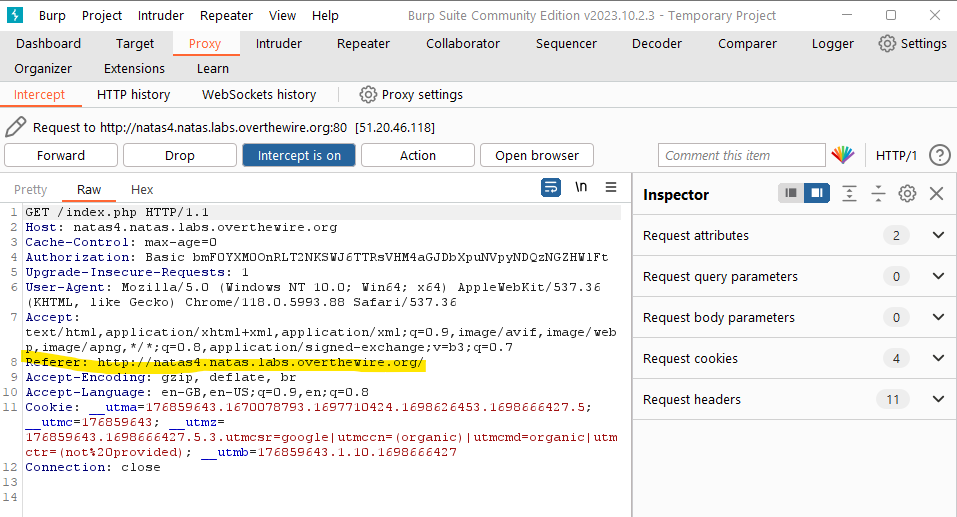 Burp Project Intruder Repeater View Help Burp Suite Community Edition v2023.10.2.3 - Temporary Project
Dashboard Target Proxy Intruder Repeater Collaborator Sequencer Decoder Comparer Logger Settings
Organizer Extensions Learn
Intercept HTTP history WebSockets history Proxy settings
Request to http://natas4.natas.labs.overthewire.org:80 [51.20.46.118]
Forward Drop Intercept is on Action Open browser Comment this item HTTP/1 ?
Pretty Raw Hex \n
Inspector
1 GET /index.php HTTP/1.1
2 Host: natas4.natas.labs.overthewire.org
3 Cache-Control: max-age=0
4 Authorization: Basic bmF0YXM0OnRLT2NKSWJ6TTRsVHM4aGJDbXpuNVpyNDQzNGZHWlFt
5 Upgrade-Insecure-Requests: 1
6 User-Agent: Mozilla/5.0 (Windows NT 10.0; Win64; x64) AppleWebKit/537.36
(KHTML, like Gecko) Chrome/118.0.5993.88 Safari/537.36
7 Accept:
text/html,application/xhtml+xml,application/xml;q=0.9,image/avif,image/web
p,image/apng,*/*;q=0.8,application/signed-exchange;v=b3;q=0.7
8 Referer: http://natas4.natas.labs.overthewire.org/
9 Accept-Encoding: gzip, deflate, br
10 Accept-Language: en-GB,en-US;q=0.9,en;q=0.8
11 Cookie: __utma=176859643.1670078793.1697710424.1698626453.1698666427.5;
__utmc=176859643; __utmz=
176859643.1698666427.5.3.utmcsr=google|utmccn=(organic)|utmcmd=organic|utm
ctr=(not%20provided); __utmb=176859643.1.10.1698666427
12 Connection: close
13
14
Request attributes 2
Request query parameters 0
Request body parameters 0
Request cookies 4
Request headers 11